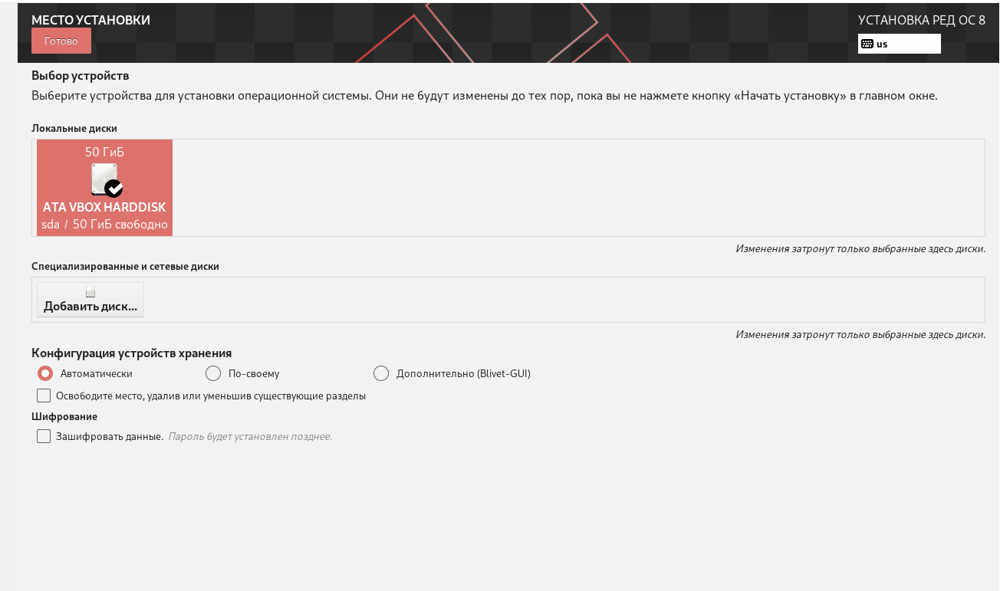 МЕСТО УСТАНОВКИ
УСТАНОВКА РЕД ОС 8
Готово
us
Выбор устройств
Выберите устройства для установки операционной системы. Они не будут изменены до тех пор, пока вы не нажмете кнопку «Начать установку» в главном окне.
Локальные диски
50 ГиБ
ATA VBOX HARDDISK
sda / 50 ГиБ свободно
Изменения затронут только выбранные здесь диски.
Специализированные и сетевые диски
Добавить диск...
Изменения затронут только выбранные здесь диски.
Конфигурация устройств хранения
Автоматически По-своему Дополнительно (Blivet-GUI)
Освободите место, удалив или уменьшив существующие разделы
Шифрование
Зашифровать данные. Пароль будет установлен позднее.